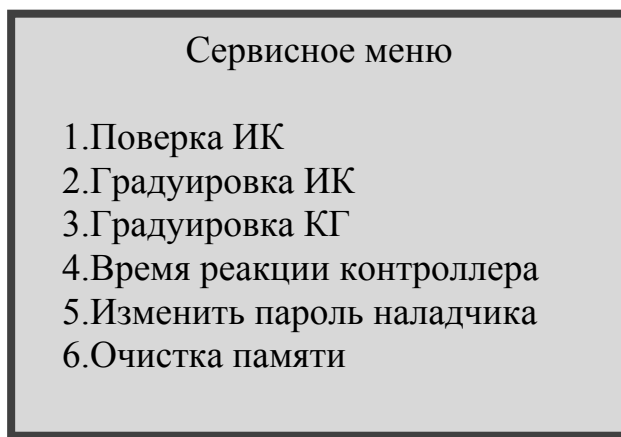 Сервисное меню
1.Поверка ИК
2.Градуировка ИК
3.Градуировка КГ
4.Время реакции контроллера
5.Изменить пароль наладчика
6.Очистка памяти